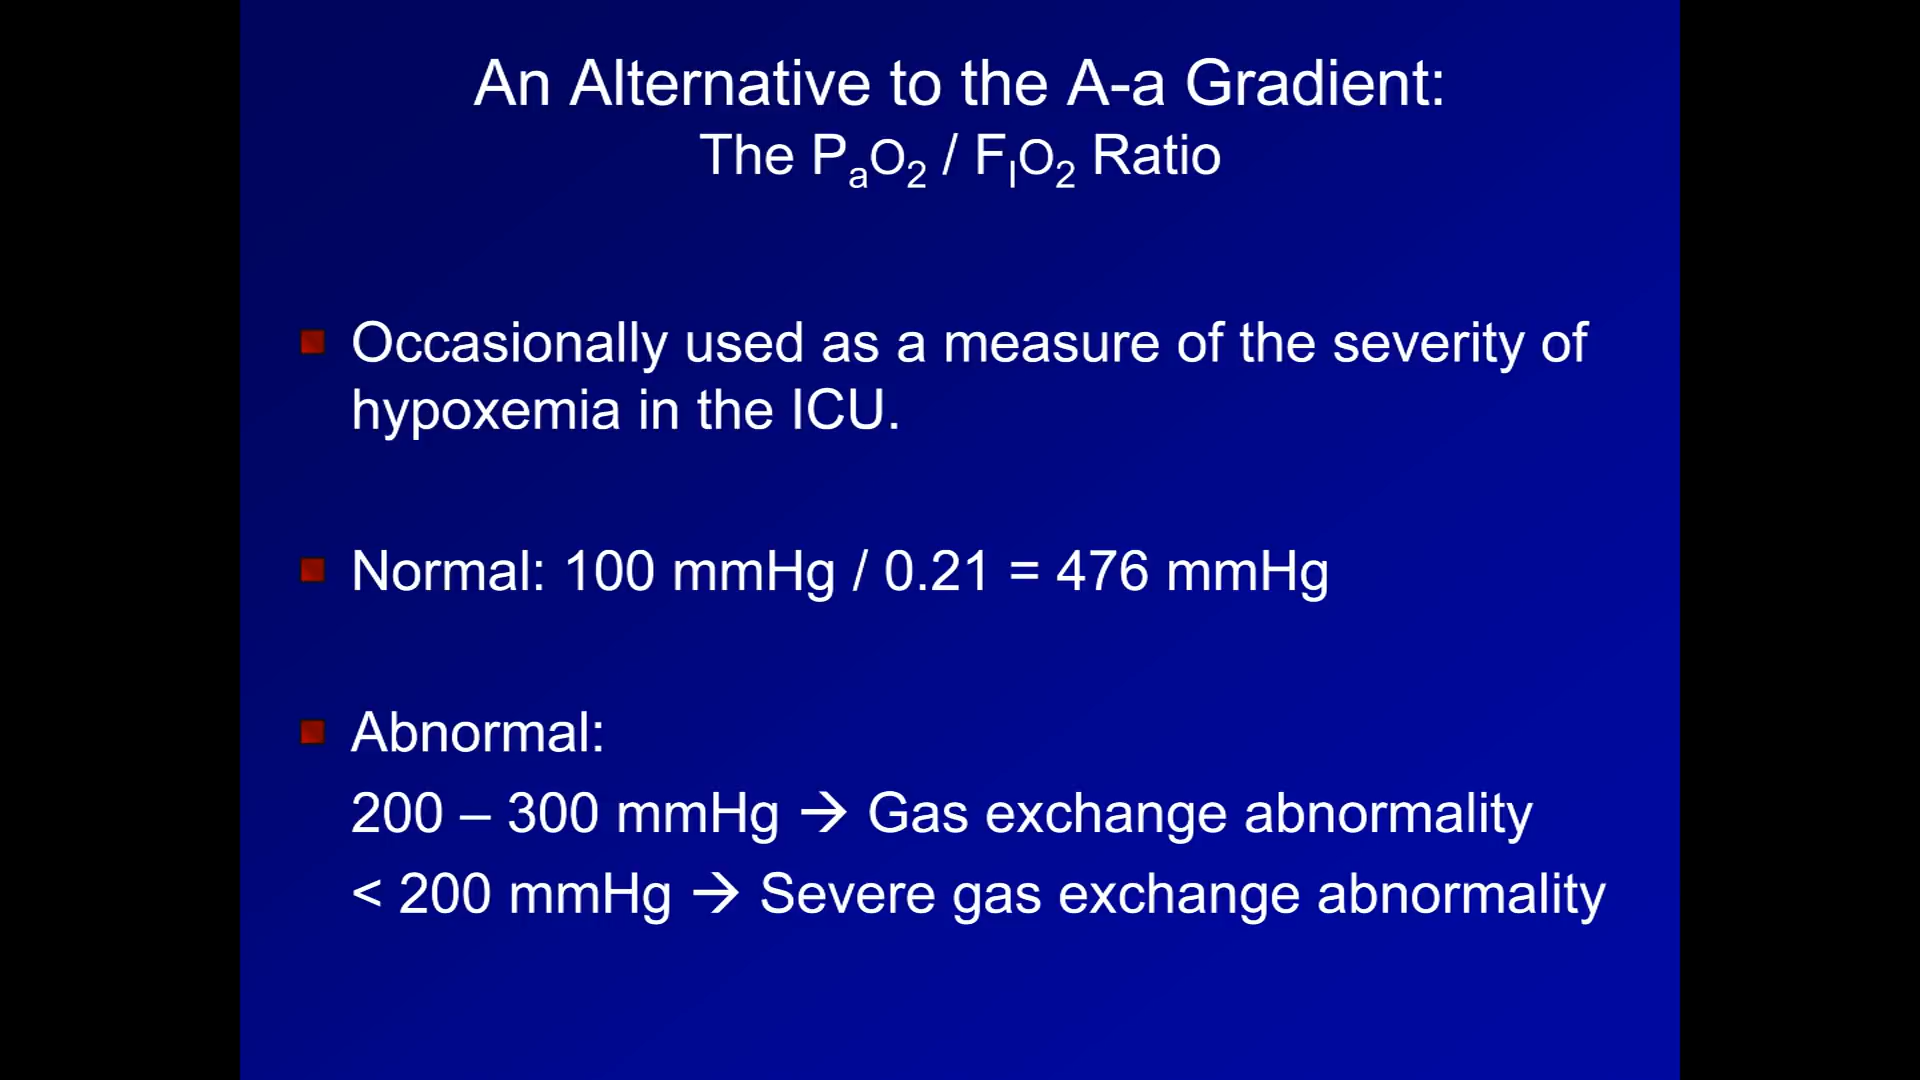 An Alternative to the A-a Gradient:
The PaO2 / FIO2 Ratio
Occasionally used as a measure of the severity of
hypoxemia in the ICU.
Normal: 100 mmHg / 0.21 = 476 mmHg
Abnormal:
200 – 300 mmHg → Gas exchange abnormality
< 200 mmHg → Severe gas exchange abnormality